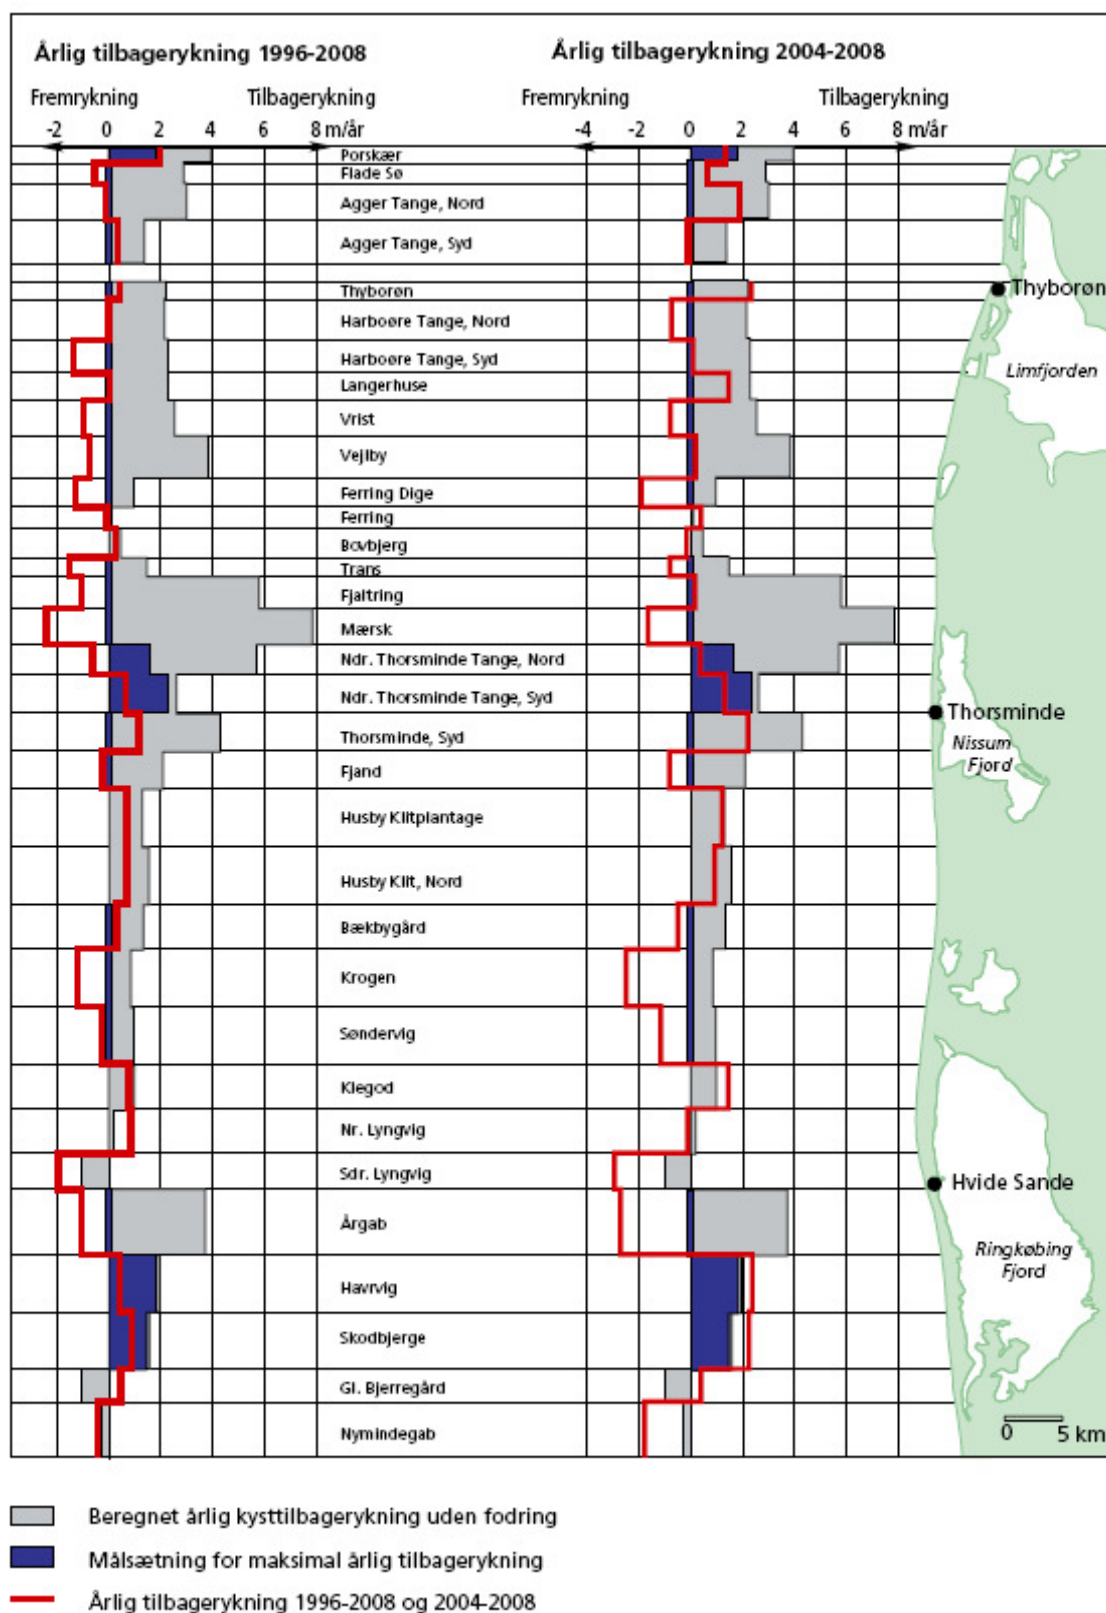 Årlig tilbagerykning 1996-2008
Årlig tilbagerykning 2004-2008
Fremrykning Tilbagerykning
Fremrykning Tilbagerykning
-2 0 2 4 6 8 m/år
-4 -2 0 2 4 6 8 m/år
Porskær
Flade Sø
Agger Tange, Nord
Agger Tange, Syd
Thyborøn
Harboøre Tange, Nord
Harboøre Tange, Syd
Langerhuse
Vrist
Vejlby
Ferring Dige
Ferring
Bovbjerg
Trans
Fjaltring
Mærsk
Ndr. Thorsminde Tange, Nord
Ndr. Thorsminde Tange, Syd
Thorsminde, Syd
Fjand
Husby Klitplantage
Husby Klit, Nord
Bækbygård
Krogen
Søndervig
Klegod
Nr. Lyngvig
Sdr. Lyngvig
Årgab
Havrvig
Skodbjerge
Gl. Bjerregård
Nymindegab
Thyborøn
Limfjorden
Thorsminde
Nissum
Fjord
Hvide Sande
Ringkøbing
Fjord
0 5 km
Beregnet årlig kysttilbagerykning uden fodring
Målsætning for maksimal årlig tilbagerykning
Årlig tilbagerykning 1996-2008 og 2004-2008